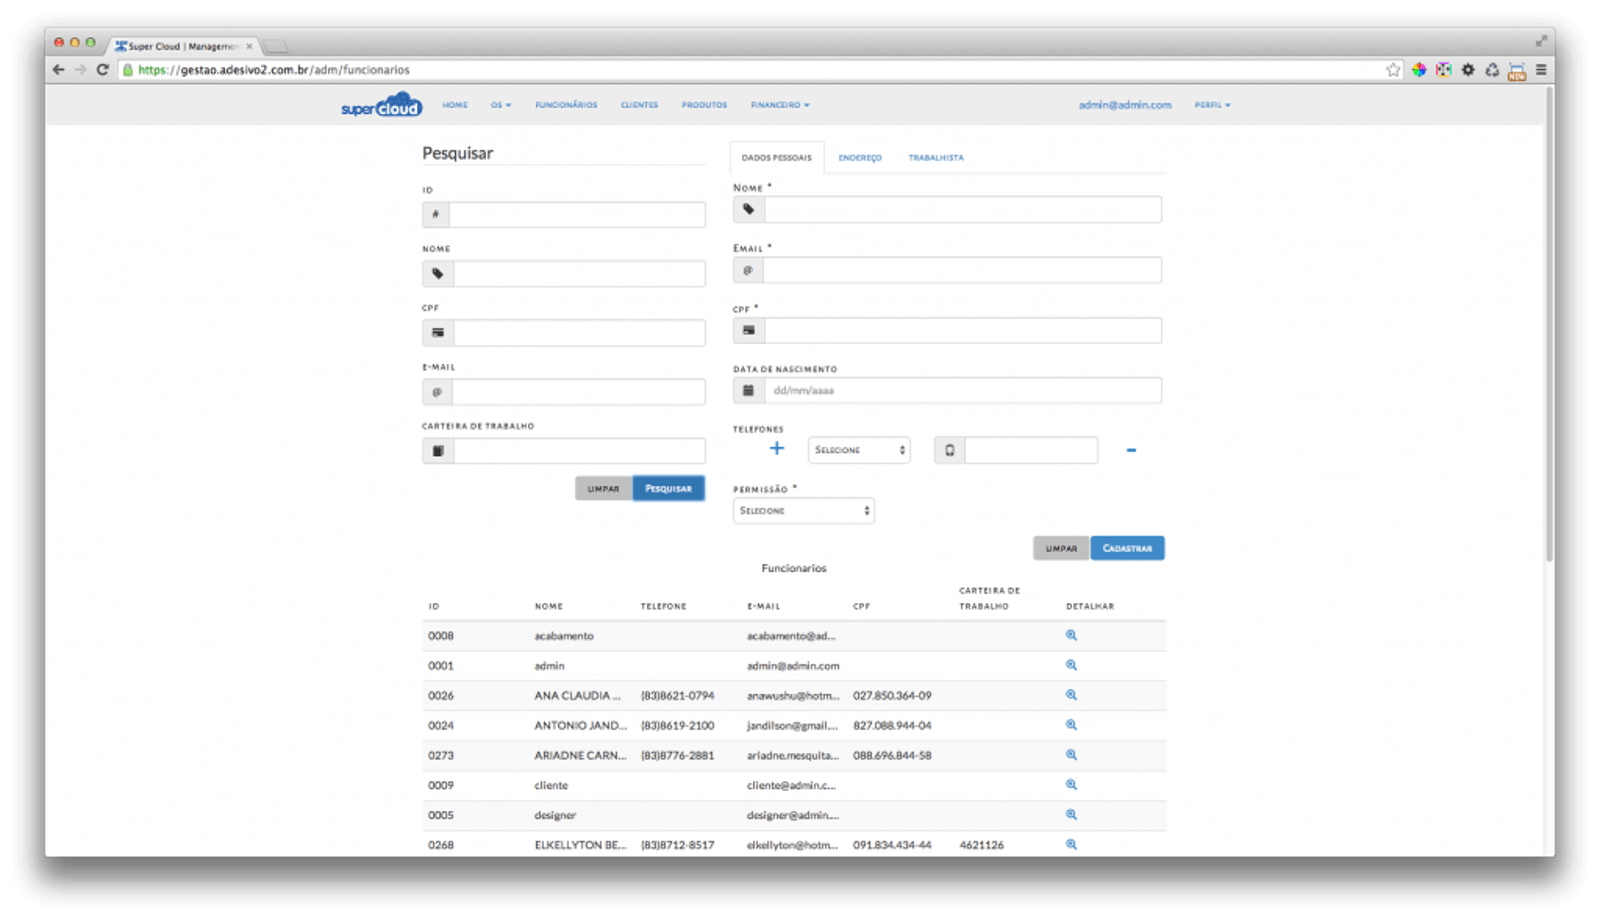 Super Cloud | Managemen
https://gestao.adesivo2.com.br/adm/funcionarios
NEW
supercloud HOME OS FUNCIONÁRIOS CLIENTES PRODUTOS FINANCEIRO admin@admin.com PERFIL
Pesquisar
ID
#
NOME
CPF
E-MAIL
@
CARTEIRA DE TRABALHO
LIMPAR PESQUISAR
DADOS PESSOAIS ENDEREÇO TRABALHISTA
NOME *
EMAIL *
@
CPF *
DATA DE NASCIMENTO
dd/mm/aaaa
TELEFONES
+ SELECIONE -
PERMISSÃO *
SELECIONE
LIMPAR CADASTRAR
Funcionarios
ID NOME TELEFONE E-MAIL CPF CARTEIRA DE TRABALHO DETALHAR
0008 acabamento acabamento@ad...
0001 admin admin@admin.com
0026 ANA CLAUDIA ... (83)8621-0794 anawushu@hotm... 027.850.364-09
0024 ANTONIO JAND... (83)8619-2100 jandilson@gmail.... 827.088.944-04
0273 ARIADNE CARN... (83)8776-2881 ariadne.mesquita... 088.696.844-58
0009 cliente cliente@admin.c...
0005 designer designer@admin....
0268 ELKELLYTON BE... (83)8712-8517 elkellyton@hotm... 091.834.434-44 4621126